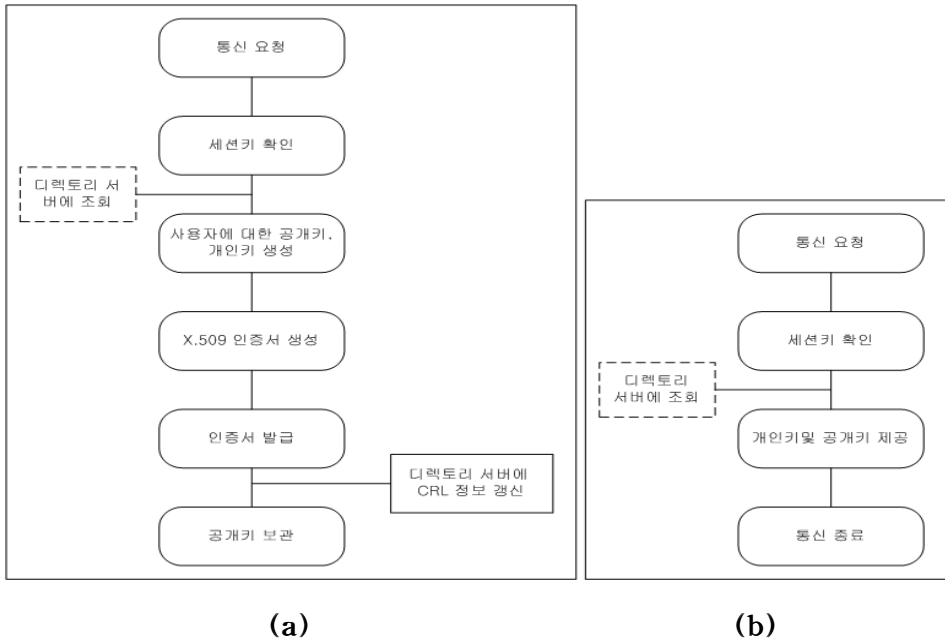 통신 요청
세션키 확인
디렉토리 서
버에 조회
사용자에 대한 공개키,
개인키 생성
X.509 인증서 생성
인증서 발급
디렉토리 서버에
CRL 정보 갱신
공개키 보관
(a)
통신 요청
세션키 확인
디렉토리
서버에 조회
개인키및 공개키 제공
통신 종료
(b)